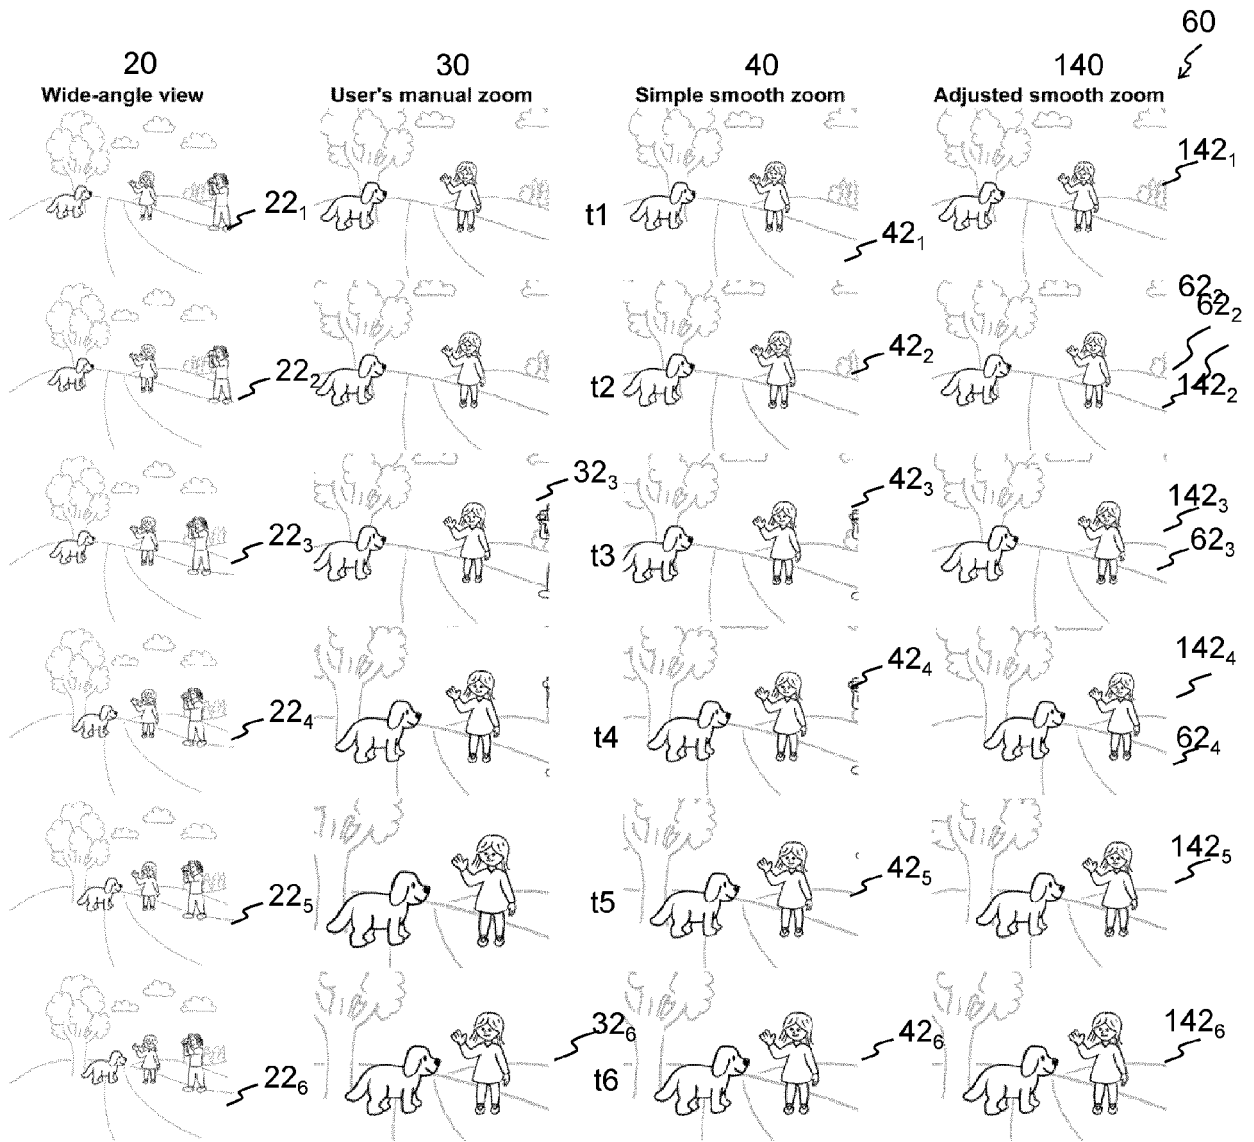 60
20 30 40 140
Wide-angle view User's manual zoom Simple smooth zoom Adjusted smooth zoom
142₁
22₁ t1 42₁
62₂
62₂
22₂ t2 42₂ 142₂
32₃ 42₃ 142₃
22₃ t3 62₃
42₄ 142₄
22₄ t4 62₄
142₅
22₅ t5 42₅
32₆ 42₆ 142₆
22₆ t6